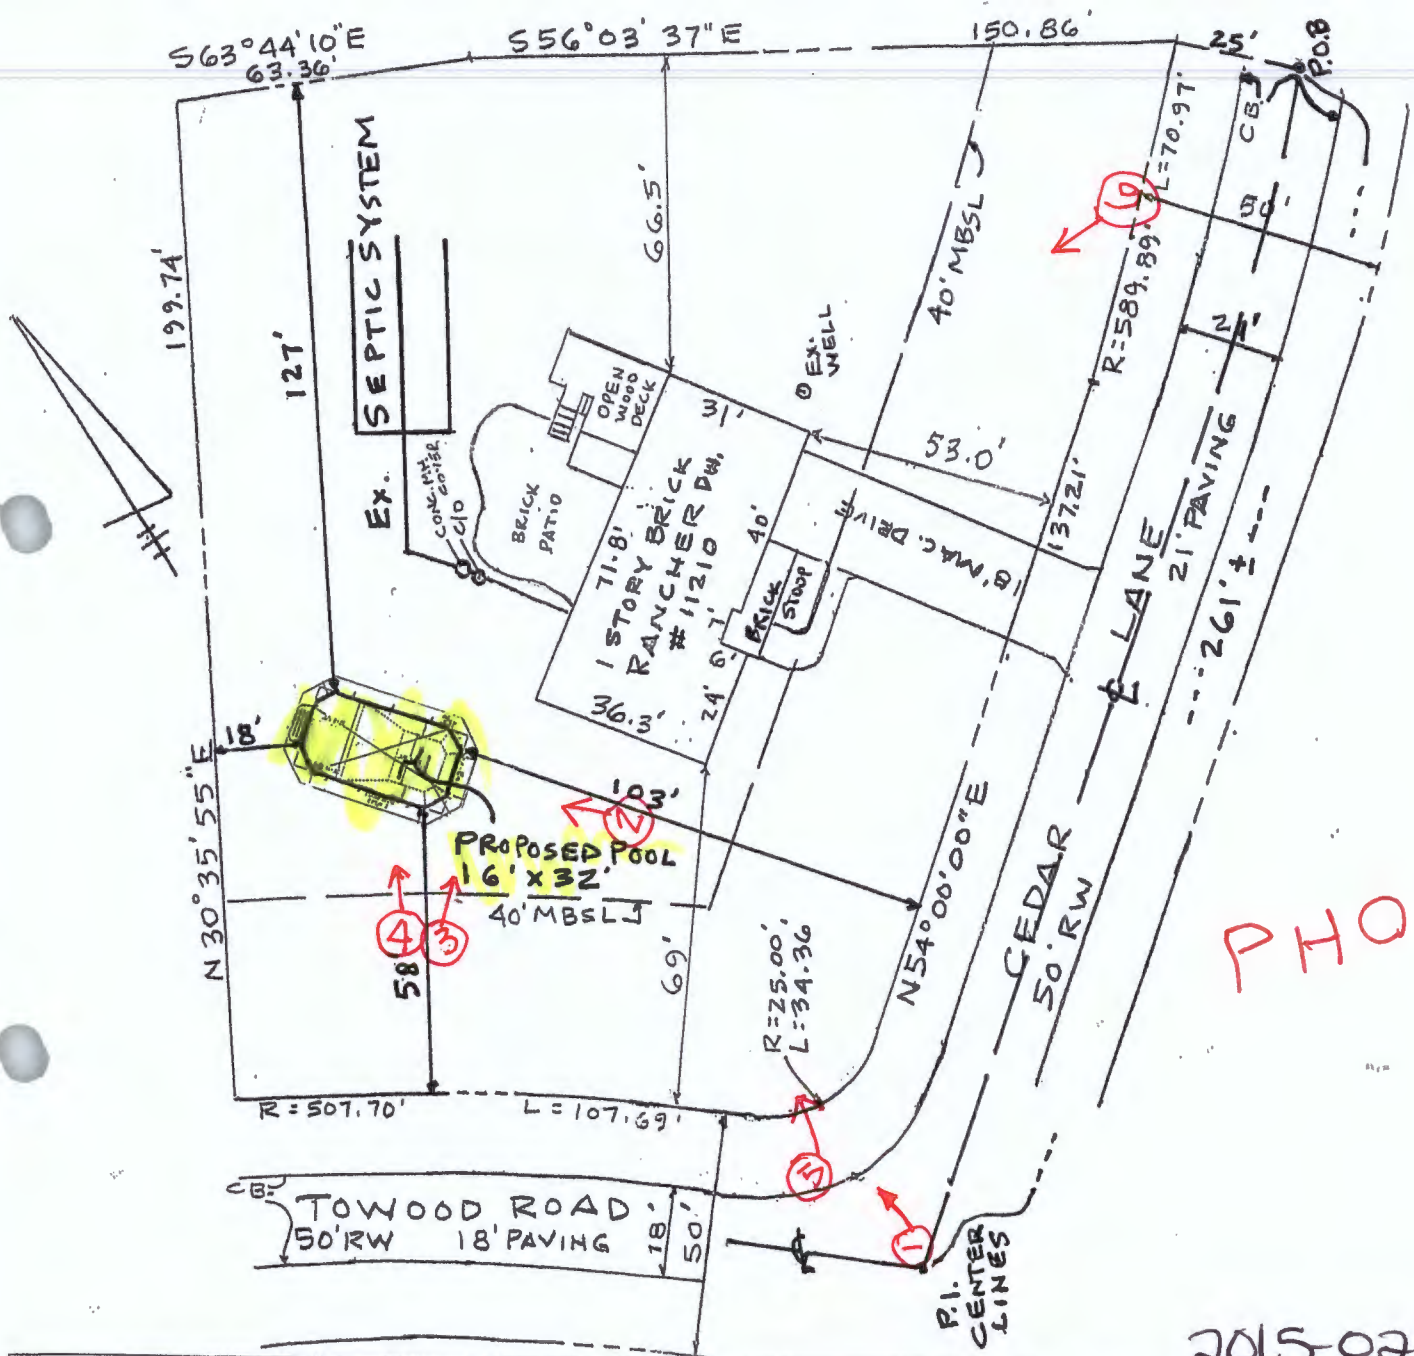 S63°44'10"E
63.36'
S56°03'37"E
150.86'
25'
P.O.B
C.B.
L=70.97'
199.74'
127'
Ex. SEPTIC SYSTEM
66.5'
40' MBSL
6
R=584.89'
50'
21'
EX.
WELL
OPEN
WOOD
DECK
31'
53.0'
137.21'
CONC. M.H.
COVER
C/O
BRICK
PATIO
71.8'
1 STORY BRICK
RANCHER DW.
# 11210
40'
BRICK
STOOP
18' MAC. DRIVE
7'
6'
24'
36.3'
CEDAR LANE
50' RW
21' PAVING
261' ±
18'
N 30°35'55" E
103'
2
PROPOSED POOL
16' X 32'
40' MBSL
4
3
58'
69'
R=25.00'
L=34.36'
N54°00'00"E
PHO
R=507.70'
L=107.69'
5
C.B.
TOWOOD ROAD
50' RW 18' PAVING
18'
50'
1
P.I.
CENTER
LINES
2015-02